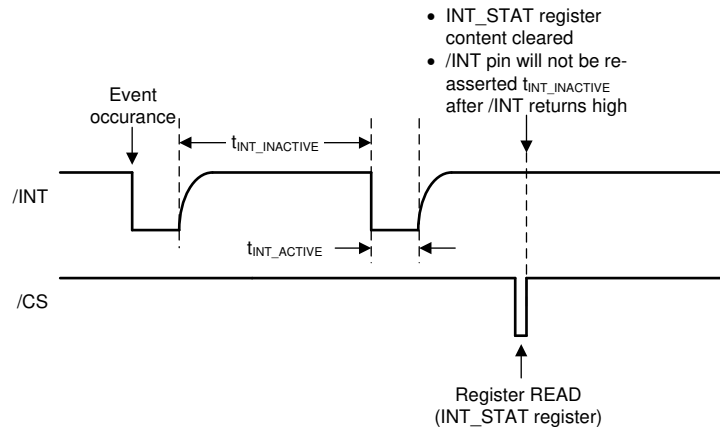 • INT_STAT register
content cleared
• /INT pin will not be re-
asserted tINT_INACTIVE
after /INT returns high
Event
occurance
tINT_INACTIVE
/INT
tINT_ACTIVE
/CS
Register READ
(INT_STAT register)